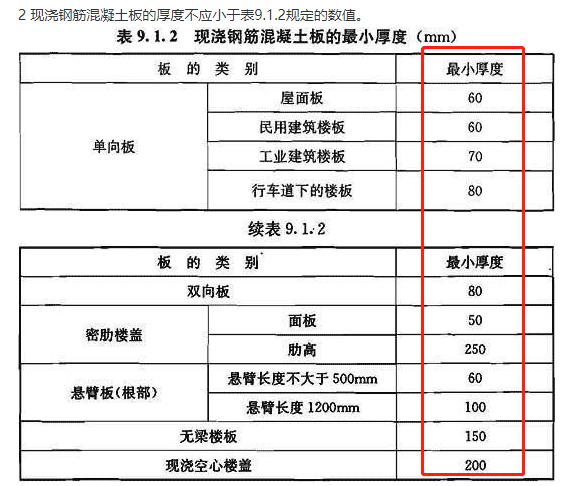 2 现浇钢筋混凝土板的厚度不应小于表9.1.2规定的数值。
表 9.1.2 现浇钢筋混凝土板的最小厚度（mm）
板 的 类 别 最小厚度
单向板 屋面板 60
民用建筑楼板 60
工业建筑楼板 70
行车道下的楼板 80
续表 9.1.2
板 的 类 别 最小厚度
双向板 80
密肋楼盖 面板 50
肋高 250
悬臂板(根部) 悬臂长度不大于 500mm 60
悬臂长度 1200mm 100
无梁楼板 150
现浇空心楼盖 200